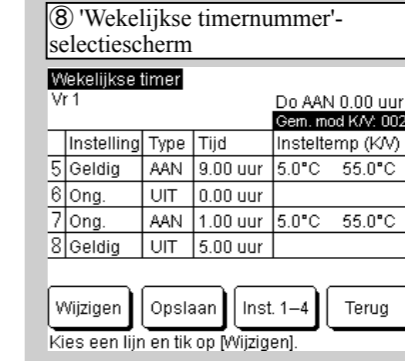 ⑧ 'Wekelijkse timernummer'-
selectiescherm
Wekelijkse timer
Vr 1 Do AAN 0.00 uur
Gem. mod K/V: 002
Instelling Type Tijd Insteltemp (K/V)
5 Geldig AAN 9.00 uur 5.0°C 55.0°C
6 Ong. UIT 0.00 uur
7 Ong. AAN 1.00 uur 5.0°C 55.0°C
8 Geldig UIT 5.00 uur
Wijzigen Opslaan Inst. 1–4 Terug
Kies een lijn en tik op [Wijzigen].